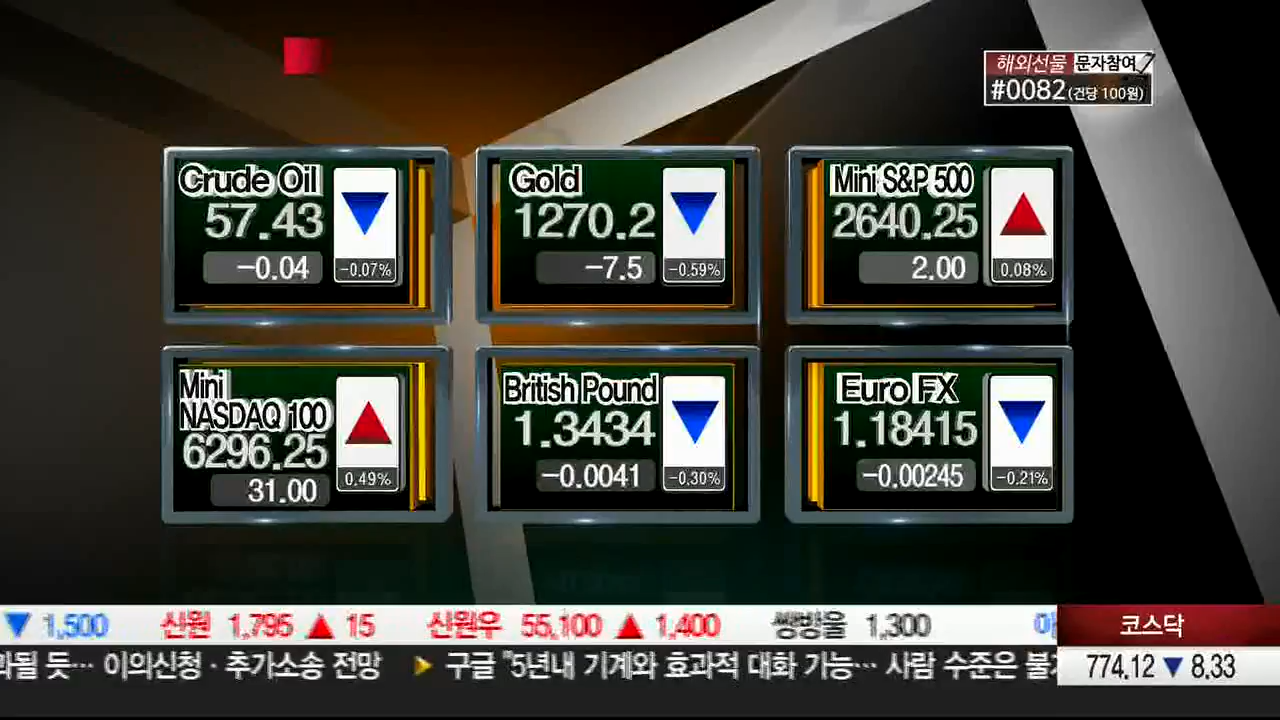 해외선물 문자참여
#0082(건당 100원)
Crude Oil
57.43
-0.04
-0.07%
Gold
1270.2
-7.5
-0.59%
Mini S&P 500
2640.25
2.00
0.08%
Mini
NASDAQ 100
6296.25
31.00
0.49%
British Pound
1.3434
-0.0041
-0.30%
Euro FX
1.18415
-0.00245
-0.21%
▼ 1,500 신원 1,795 ▲ 15 신원우 55,100 ▲ 1,400 쌍방울 1,300
코스닥
화될 듯… 이의신청·추가소송 전망 ▶ 구글 "5년내 기계와 효과적 대화 가능… 사람 수준은
774.12 ▼ 8.33